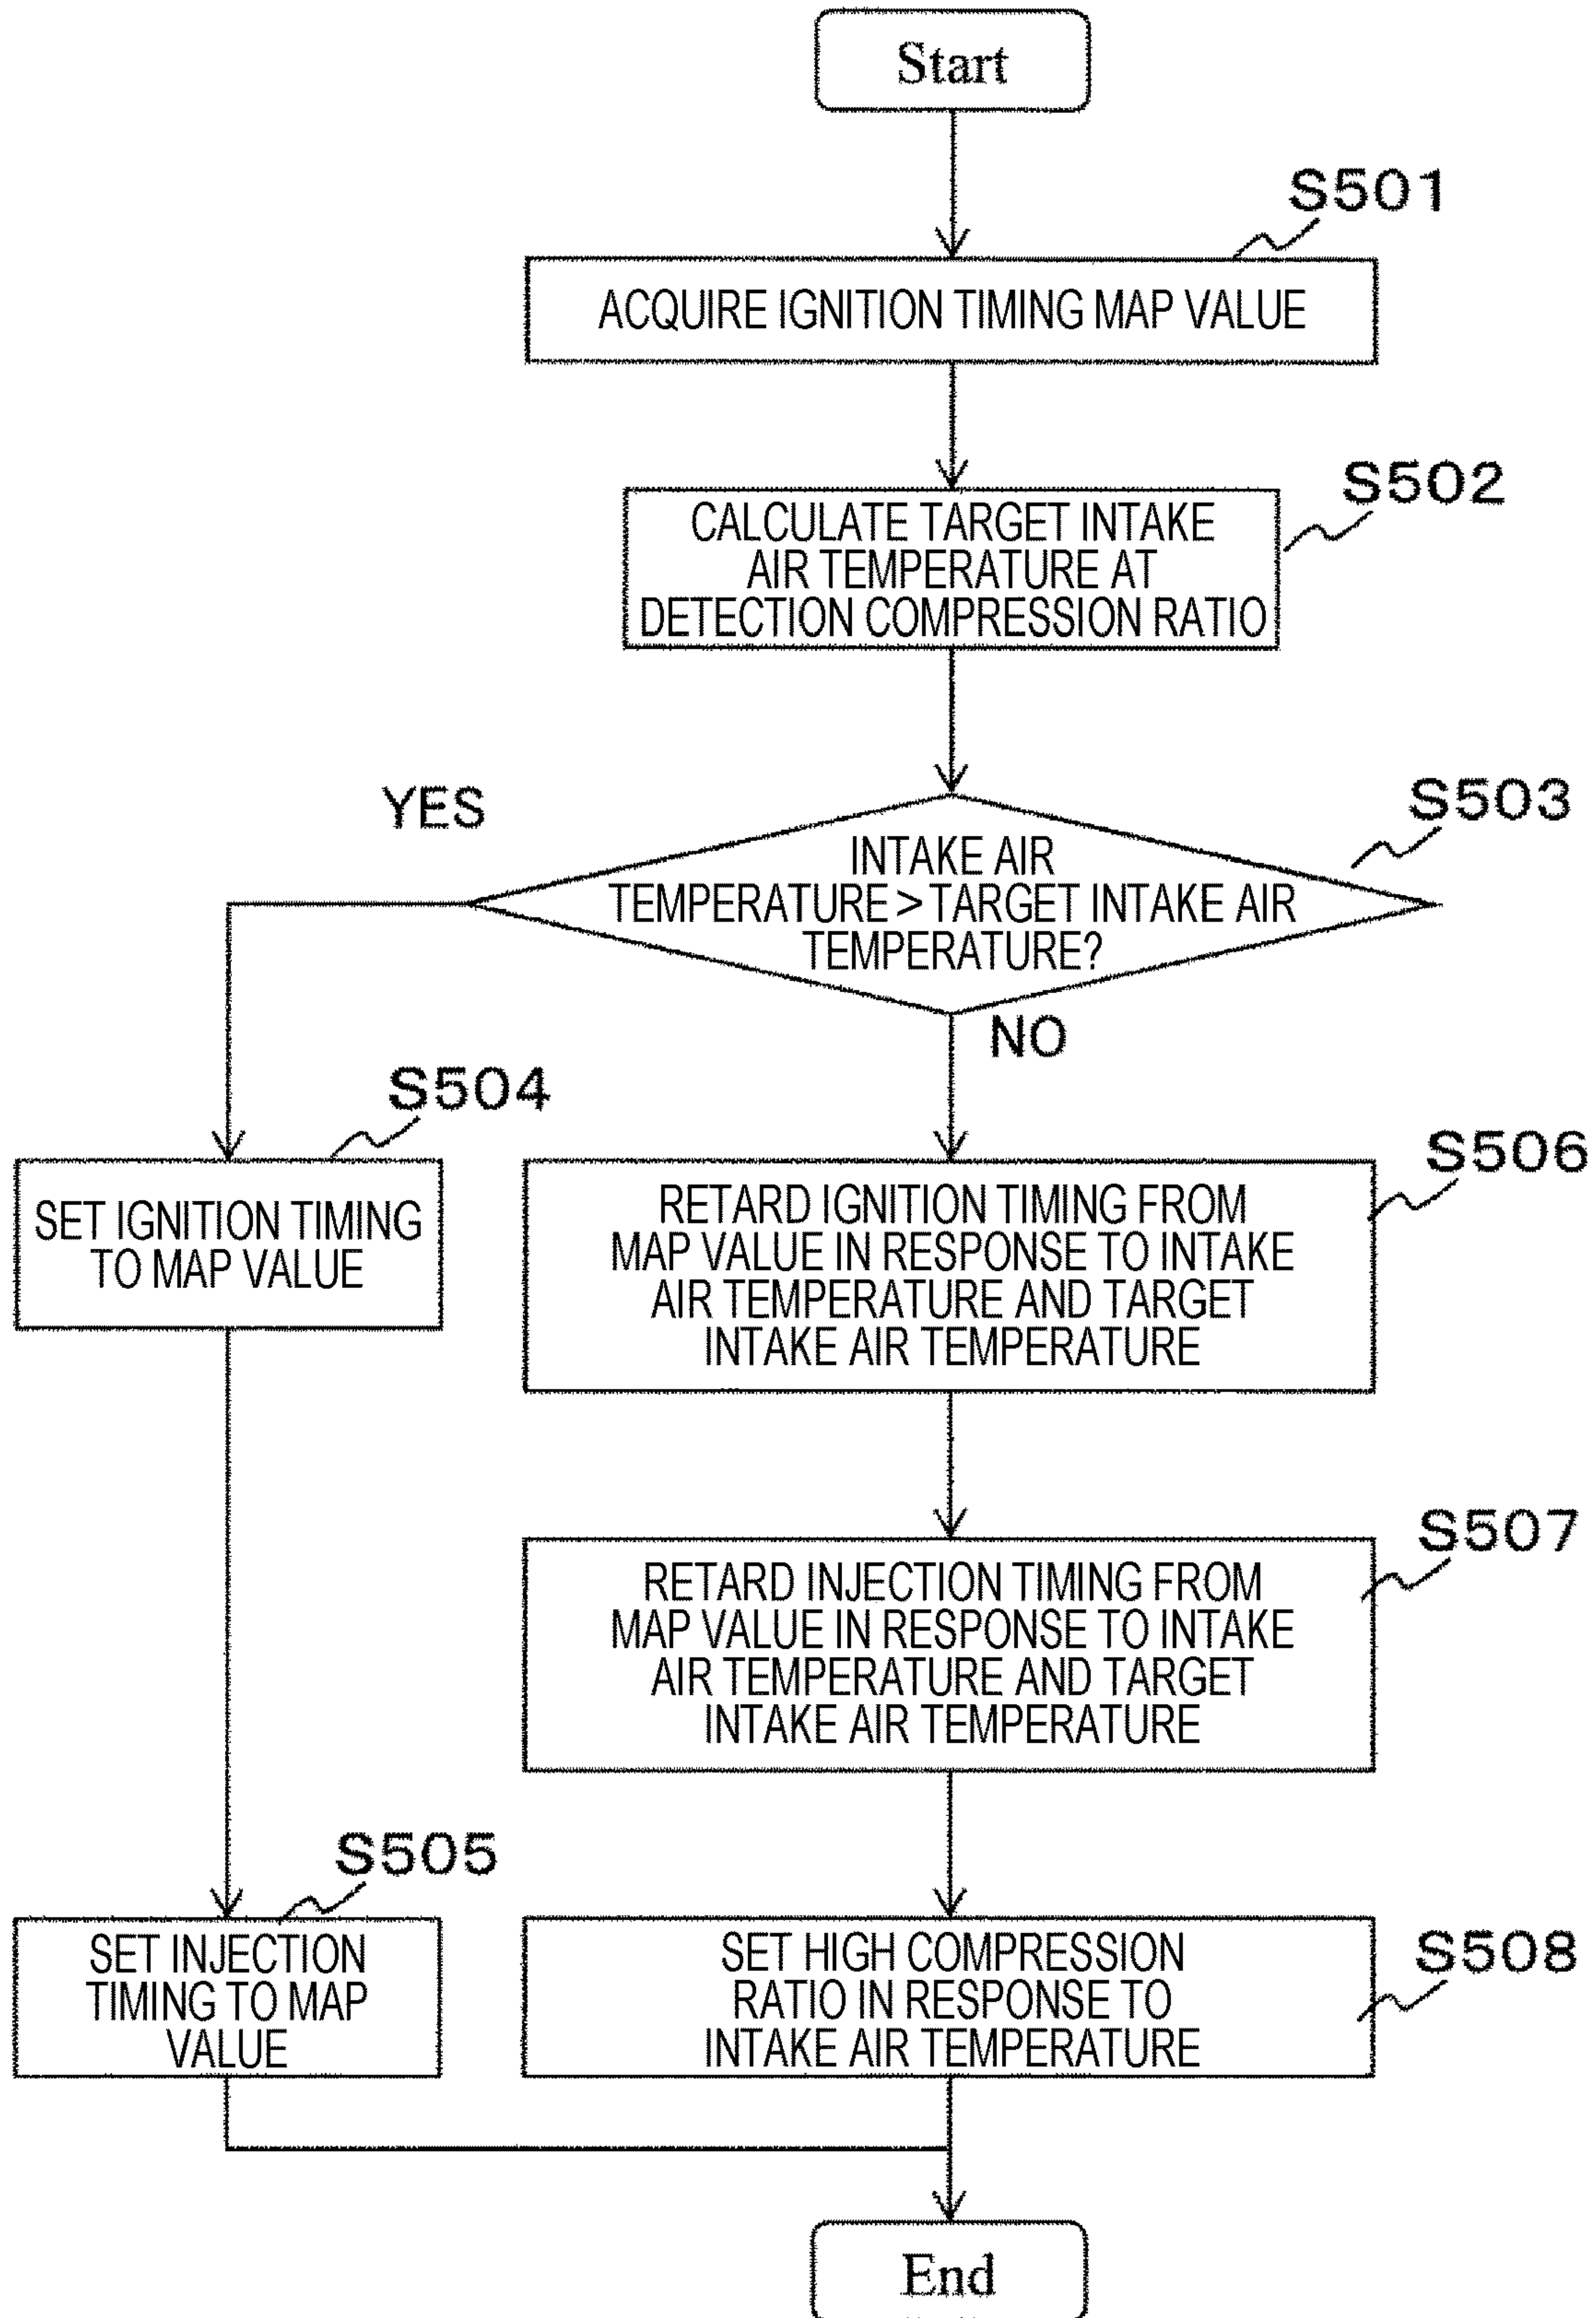 Start
S501
ACQUIRE IGNITION TIMING MAP VALUE
S502
CALCULATE TARGET INTAKE
AIR TEMPERATURE AT
DETECTION COMPRESSION RATIO
S503
YES
INTAKE AIR
TEMPERATURE > TARGET INTAKE AIR
TEMPERATURE?
NO
S504
SET IGNITION TIMING
TO MAP VALUE
S506
RETARD IGNITION TIMING FROM
MAP VALUE IN RESPONSE TO INTAKE
AIR TEMPERATURE AND TARGET
INTAKE AIR TEMPERATURE
S507
RETARD INJECTION TIMING FROM
MAP VALUE IN RESPONSE TO INTAKE
AIR TEMPERATURE AND TARGET
INTAKE AIR TEMPERATURE
S505
SET INJECTION
TIMING TO MAP
VALUE
S508
SET HIGH COMPRESSION
RATIO IN RESPONSE TO
INTAKE AIR TEMPERATURE
End